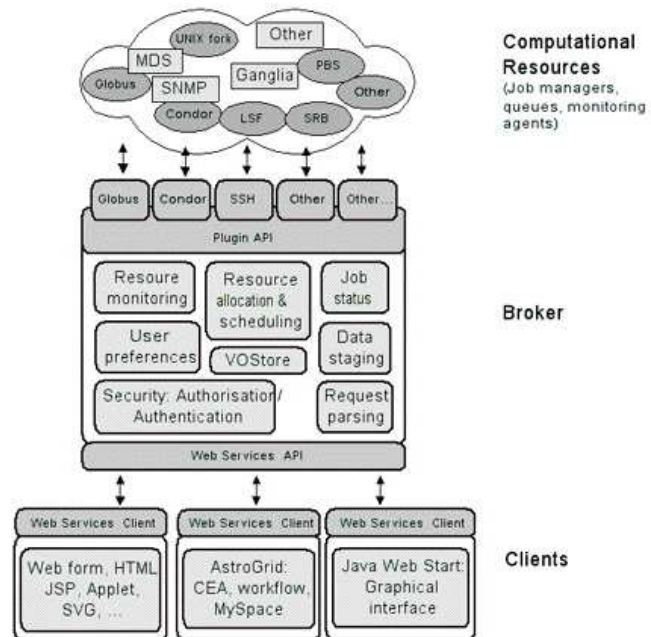 UNIX fork
Other
MDS
PBS
Globus
SNMP
Ganglia
Other
Condor
LSF
SRB
Computational
Resources
(Job managers,
queues, monitoring
agents)
Globus
Condor
SSH
Other
Other...
Plugin API
Resoure
monitoring
Resource
allocation &
scheduling
Job
status
User
preferences
VOStore
Data
staging
Security: Authorisation/
Authentication
Request
parsing
Web Services API
Broker
Web Services Client
Web form, HTML
JSP, Applet,
SVG, ...
Web Services Client
AstroGrid:
CEA, workflow,
MySpace
Web Services Client
Java Web Start:
Graphical
interface
Clients